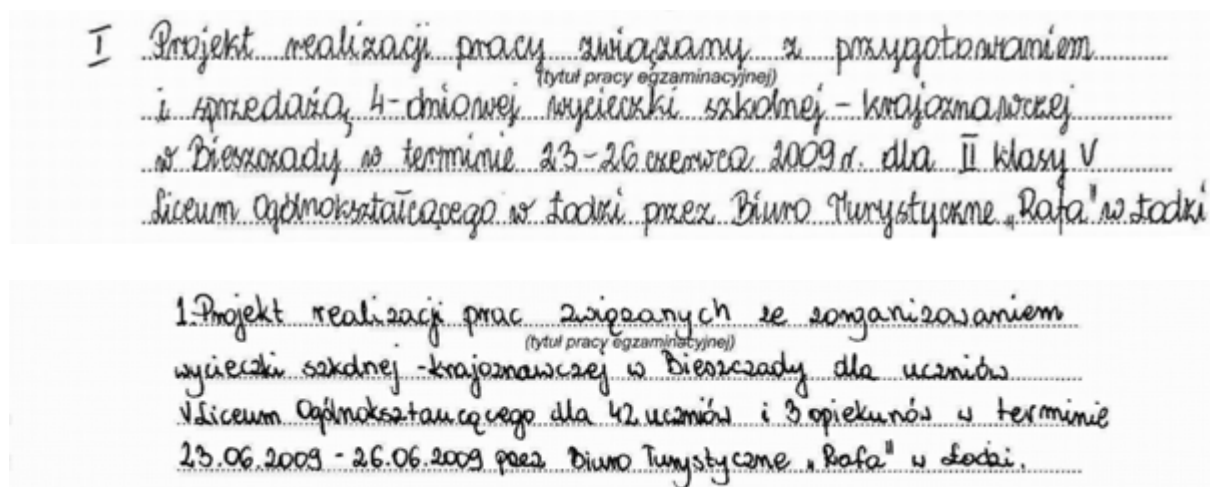 I Projekt realizacji pracy związany z przygotowaniem
(tytuł pracy egzaminacyjnej)
i sprzedażą 4-dniowej wycieczki szkolnej - krajoznawczej
w Bieszczady w terminie 23-26 czerwca 2009 r. dla II klasy V
Liceum Ogólnokształcącego w Łodzi przez Biuro Turystyczne „Rafa" w Łodzi
1. Projekt realizacji prac związanych ze zorganizowaniem
(tytuł pracy egzaminacyjnej)
wycieczki szkolnej - krajoznawczej w Bieszczady dla uczniów
V Liceum Ogólnokształcącego dla 42 uczniów i 3 opiekunów w terminie
23.06.2009 - 26.06.2009 przez Biuro Turystyczne „Rafa" w Łodzi.